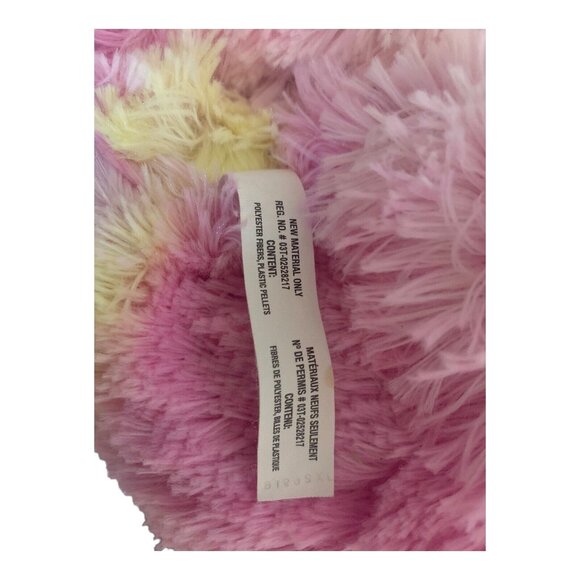 NEW MATERIAL ONLY
REG. NO. # 03T-02528217
CONTENT:
POLYESTER FIBERS, PLASTIC PELLETS
MATÉRIAUX NEUFS SEULEMENT
Nº DE PERMIS # 03T-02528217
CONTENU:
FIBRES DE POLYESTER, BILLES DE PLASTIQUE